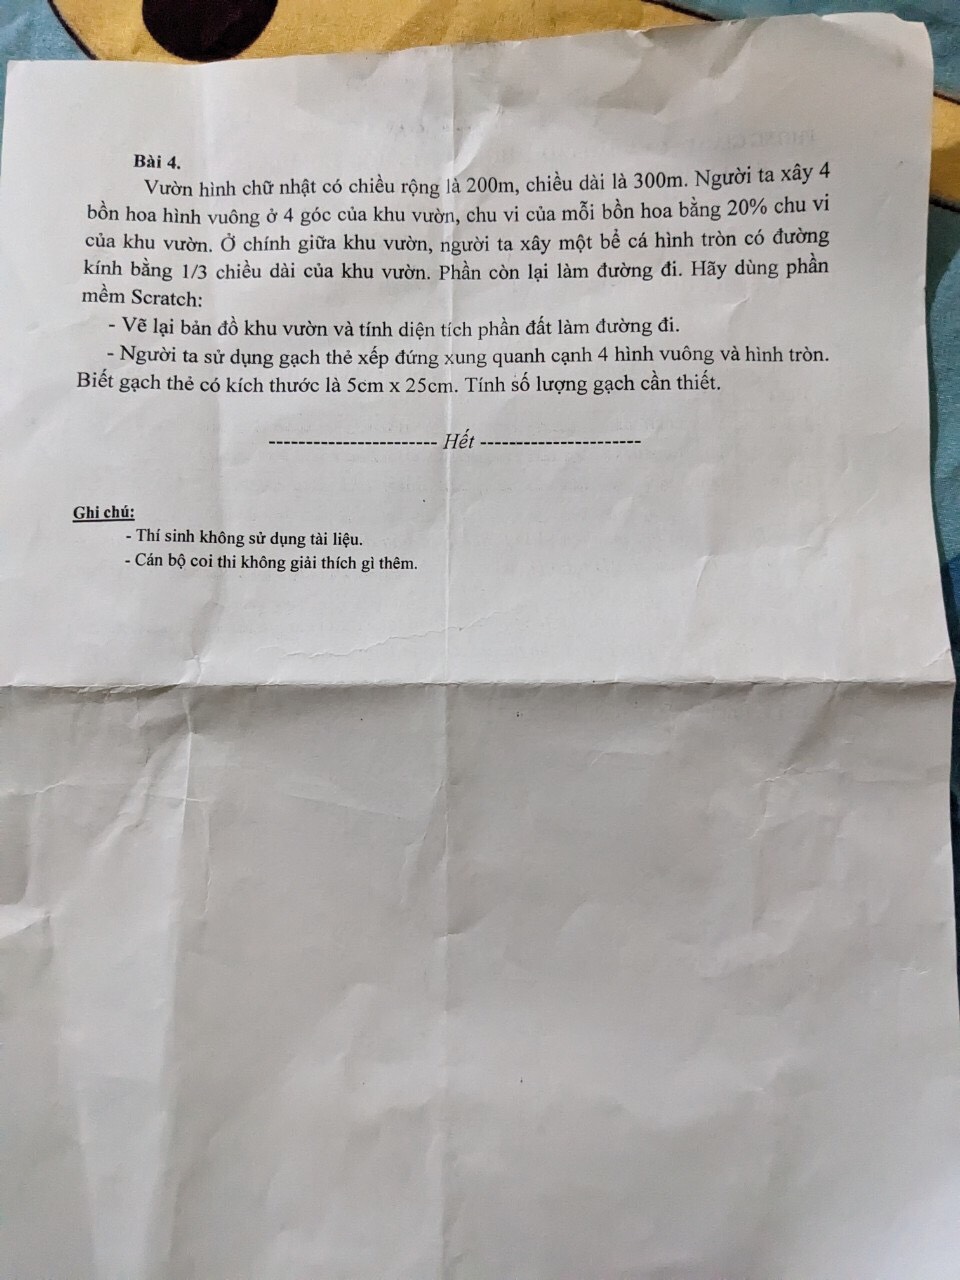 Bài 4.
Vườn hình chữ nhật có chiều rộng là 200m, chiều dài là 300m. Người ta xây 4
bồn hoa hình vuông ở 4 góc của khu vườn, chu vi của mỗi bồn hoa bằng 20% chu vi
của khu vườn. Ở chính giữa khu vườn, người ta xây một bể cá hình tròn có đường
kính bằng 1/3 chiều dài của khu vườn. Phần còn lại làm đường đi. Hãy dùng phần
mềm Scratch:
- Vẽ lại bản đồ khu vườn và tính diện tích phần đất làm đường đi.
- Người ta sử dụng gạch thẻ xếp đứng xung quanh cạnh 4 hình vuông và hình tròn.
Biết gạch thẻ có kích thước là 5cm x 25cm. Tính số lượng gạch cần thiết.
----------------------- Hết ----------------------
Ghi chú:
- Thí sinh không sử dụng tài liệu.
- Cán bộ coi thi không giải thích gì thêm.